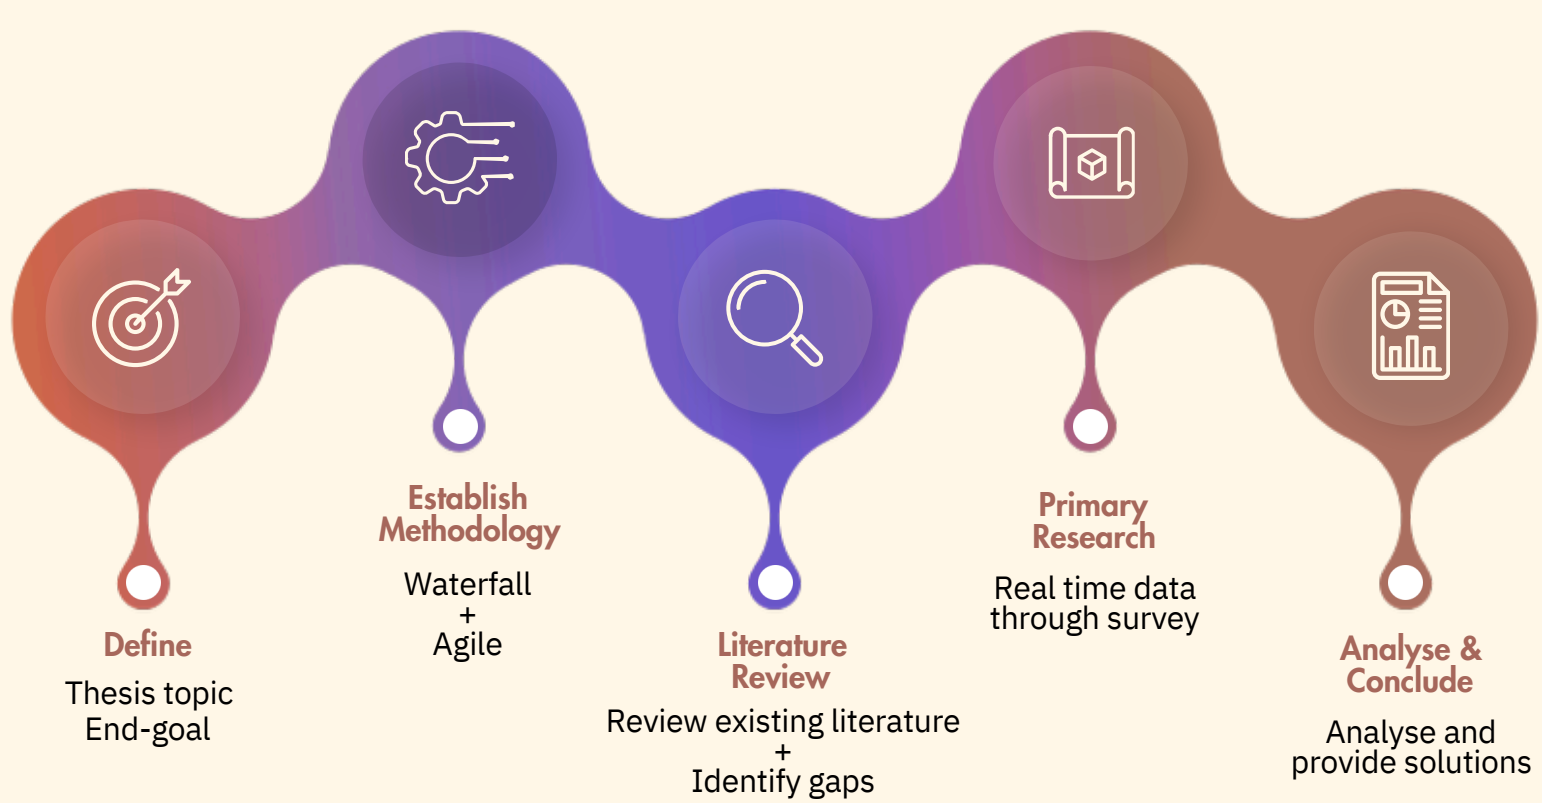 Define
Thesis topic
End-goal
Establish
Methodology
Waterfall
+
Agile
Literature
Review
Review existing literature
+
Identify gaps
Primary
Research
Real time data
through survey
Analyse &
Conclude
Analyse and
provide solutions